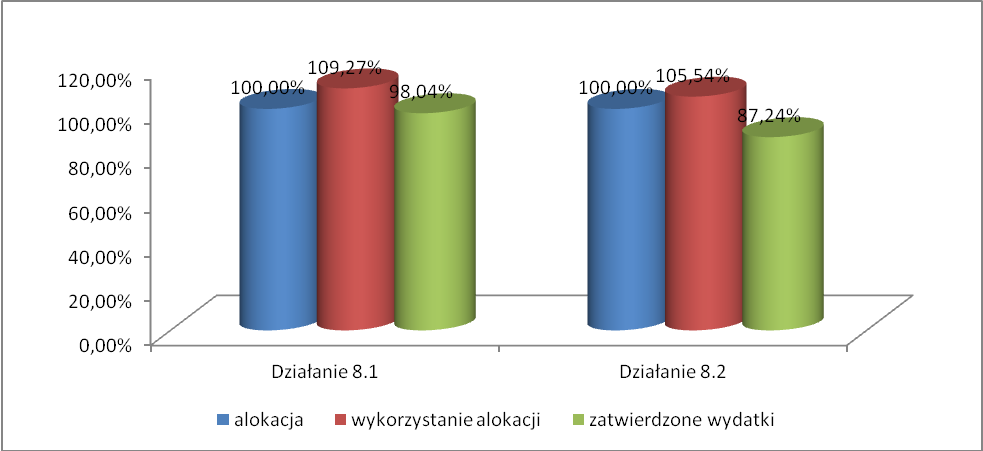 109,27%
105,54%
120,00%
100,00%
100,00%
98,04%
87,24%
100,00%
80,00%
60,00%
40,00%
20,00%
0,00%
Działanie 8.1
Działanie 8.2
alokacja
wykorzystanie alokacji
zatwierdzone wydatki